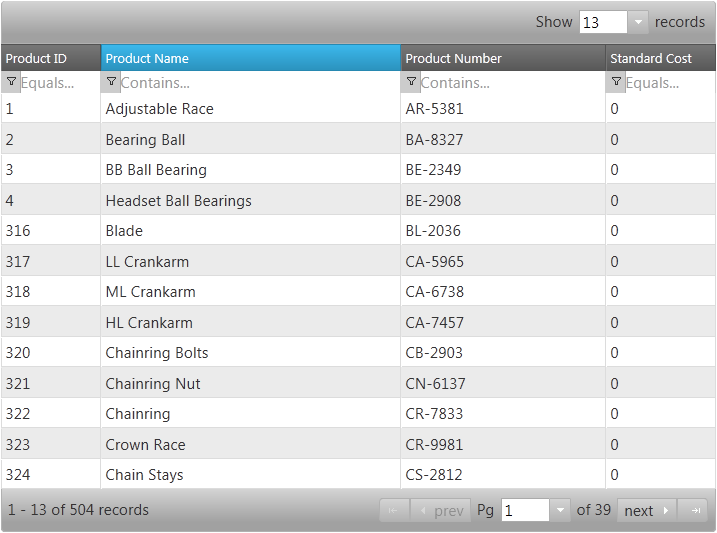 Show 13 records
Product ID Product Name Product Number Standard Cost
Equals... Contains... Contains... Equals...
1 Adjustable Race AR-5381 0
2 Bearing Ball BA-8327 0
3 BB Ball Bearing BE-2349 0
4 Headset Ball Bearings BE-2908 0
316 Blade BL-2036 0
317 LL Crankarm CA-5965 0
318 ML Crankarm CA-6738 0
319 HL Crankarm CA-7457 0
320 Chainring Bolts CB-2903 0
321 Chainring Nut CN-6137 0
322 Chainring CR-7833 0
323 Crown Race CR-9981 0
324 Chain Stays CS-2812 0
1 - 13 of 504 records prev Pg 1 of 39 next